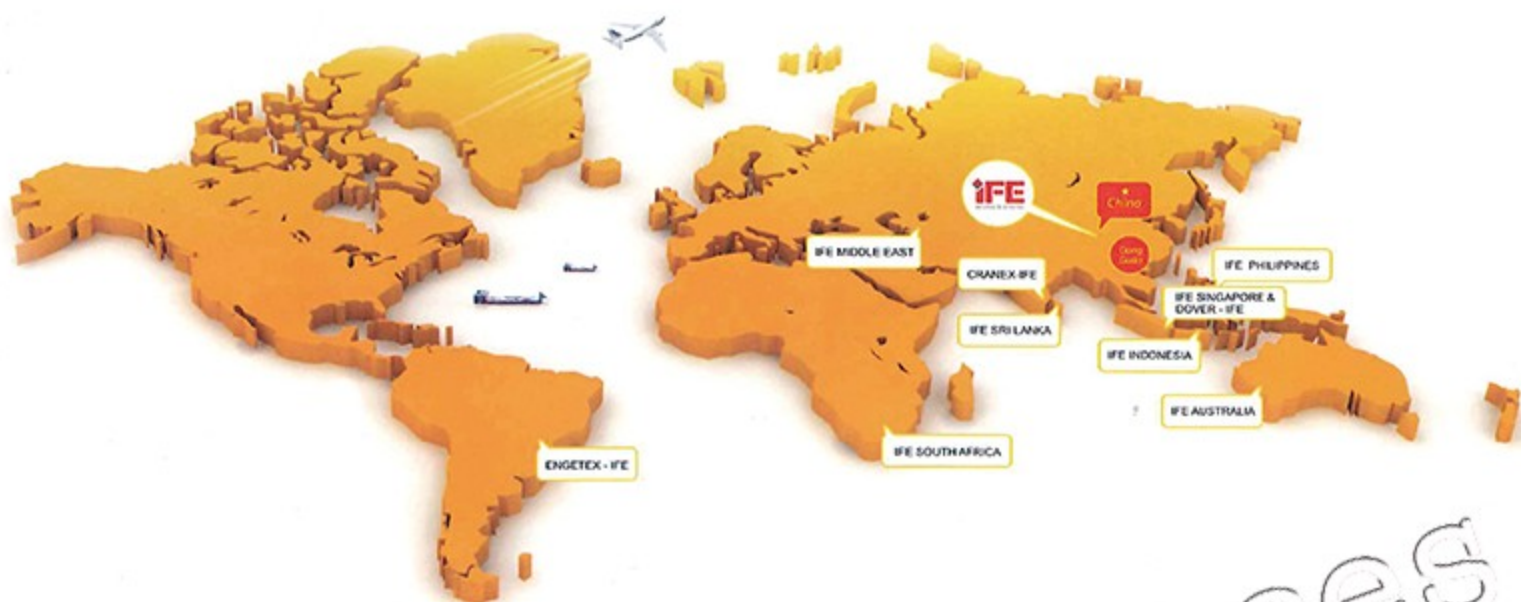 iFE
China
IFE MIDDLE EAST
IFE PHILIPPINES
CRANEX-IFE
IFE SINGAPORE &
DOVER - IFE
IFE SRI LANKA
IFE INDONESIA
IFE AUSTRALIA
IFE SOUTH AFRICA
ENGETEX - IFE
ces